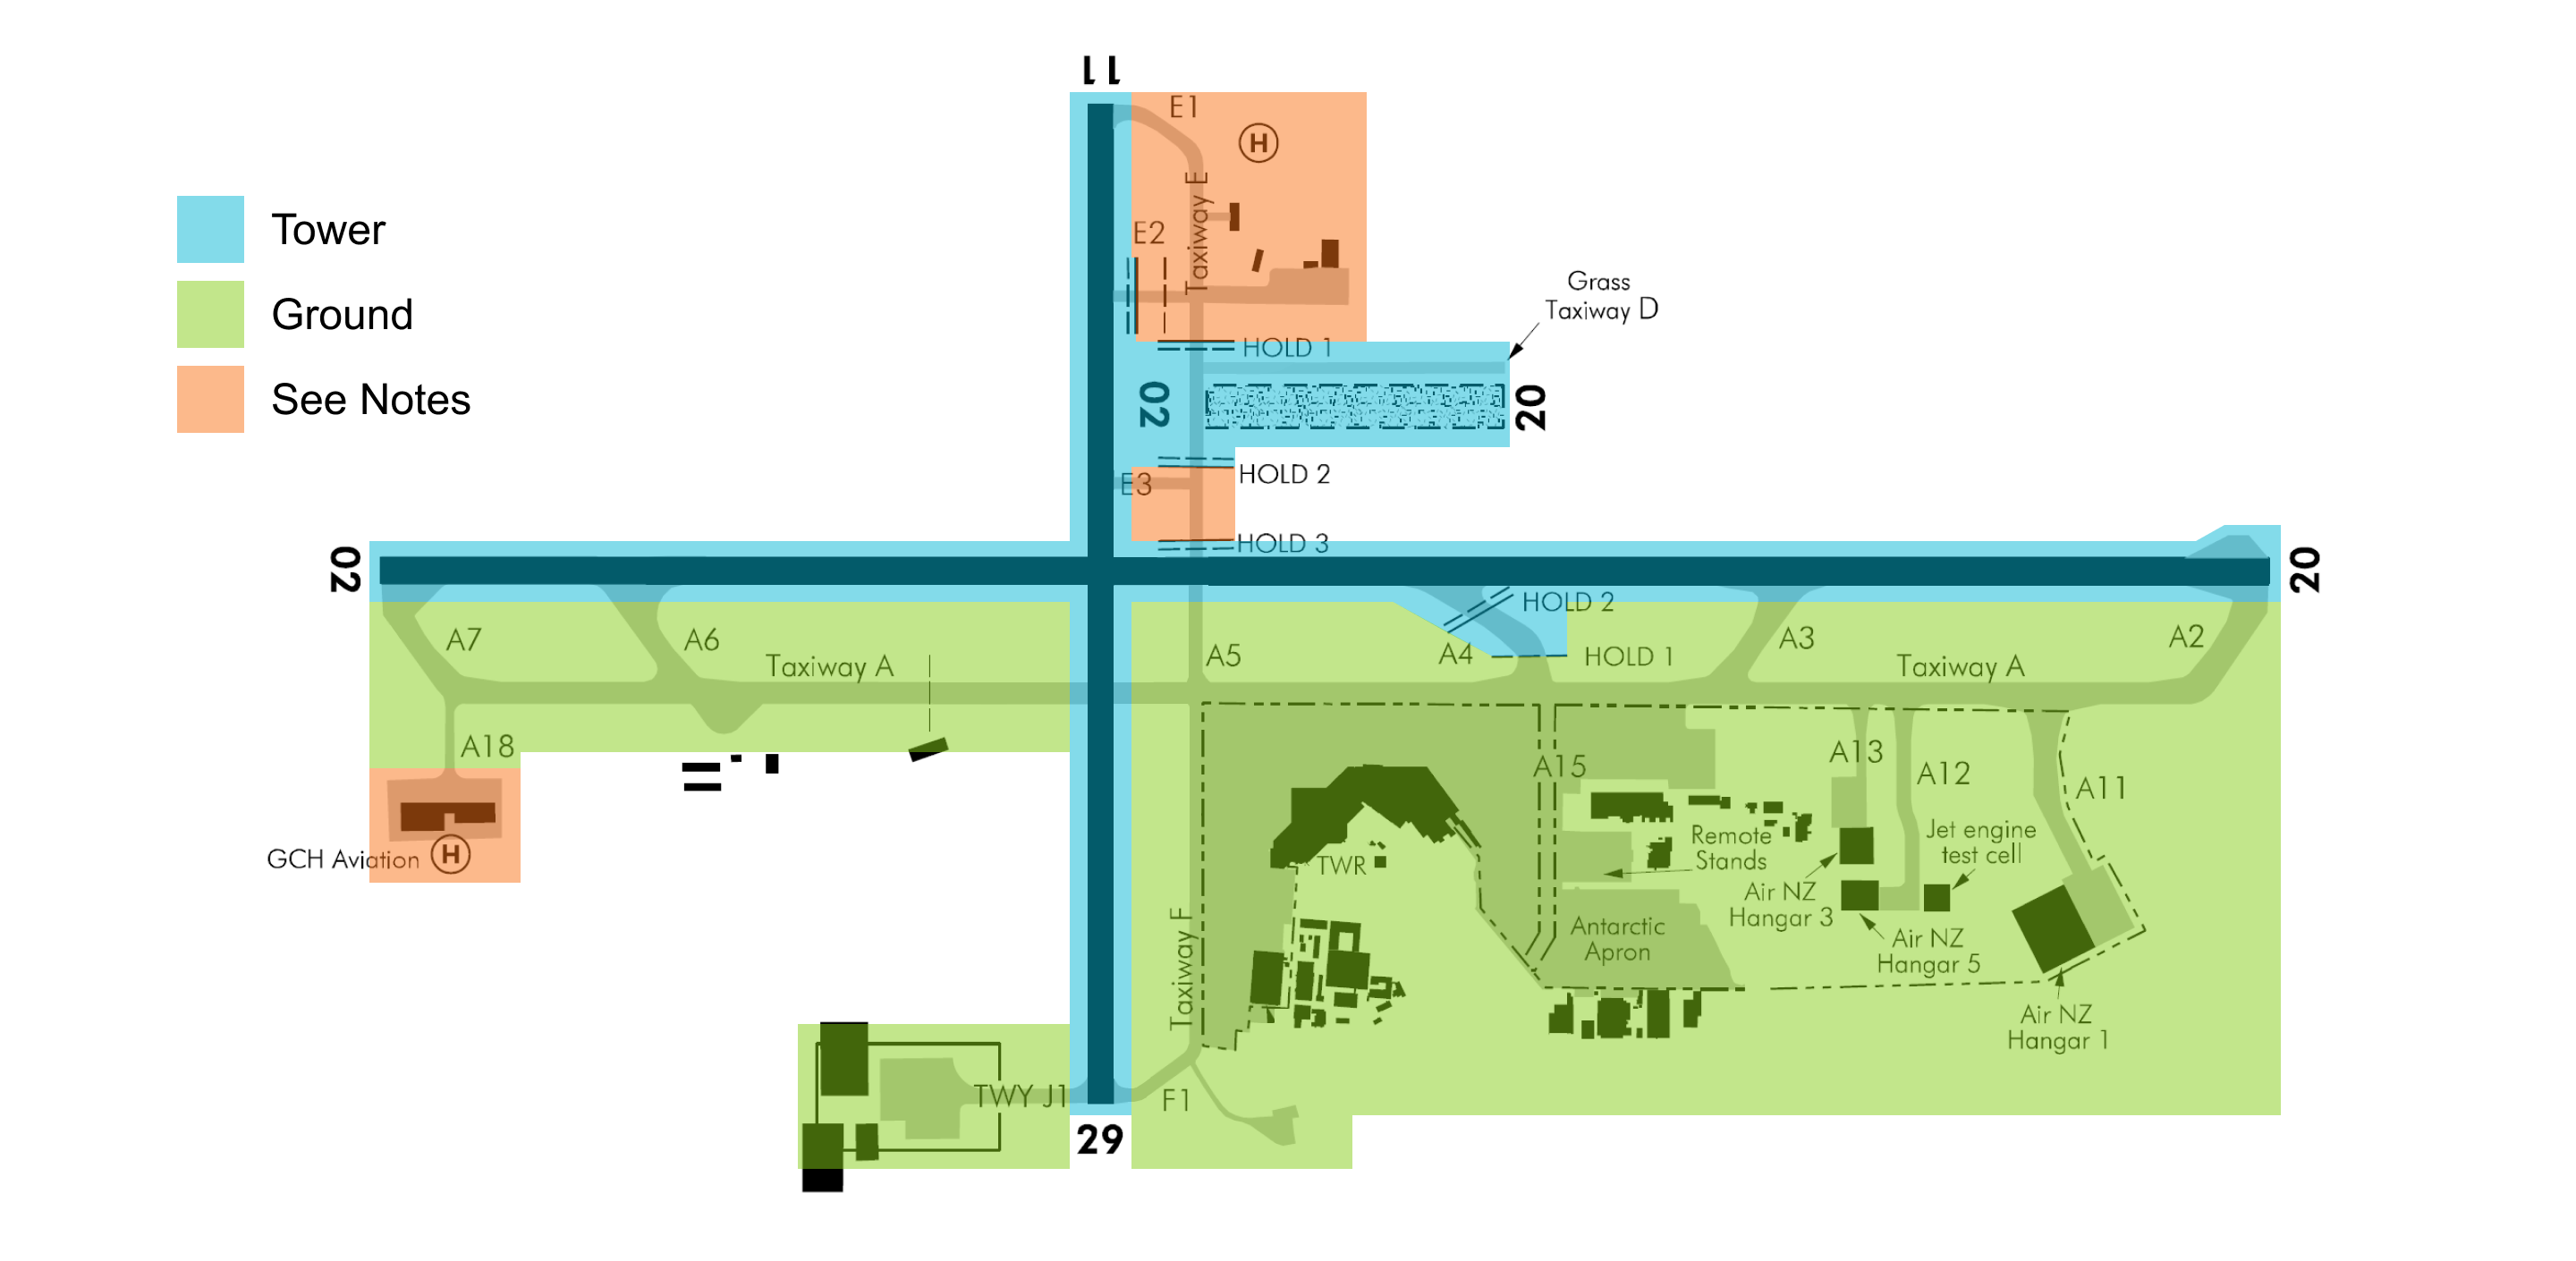 11
E1
H
Taxiway E
Tower
E2
Grass
Taxiway D
Ground
HOLD 1
See Notes
02
20
HOLD 2
E3
HOLD 3
02
20
HOLD 2
A7
A6
A5
A4
HOLD 1
A3
A2
Taxiway A
Taxiway A
A18
A15
A13
A12
A11
GCH Aviation
H
TWR
Remote
Stands
Jet engine
test cell
Air NZ
Hangar 3
Taxiway F
Antarctic
Apron
Air NZ
Hangar 5
Air NZ
Hangar 1
TWY J1
F1
29